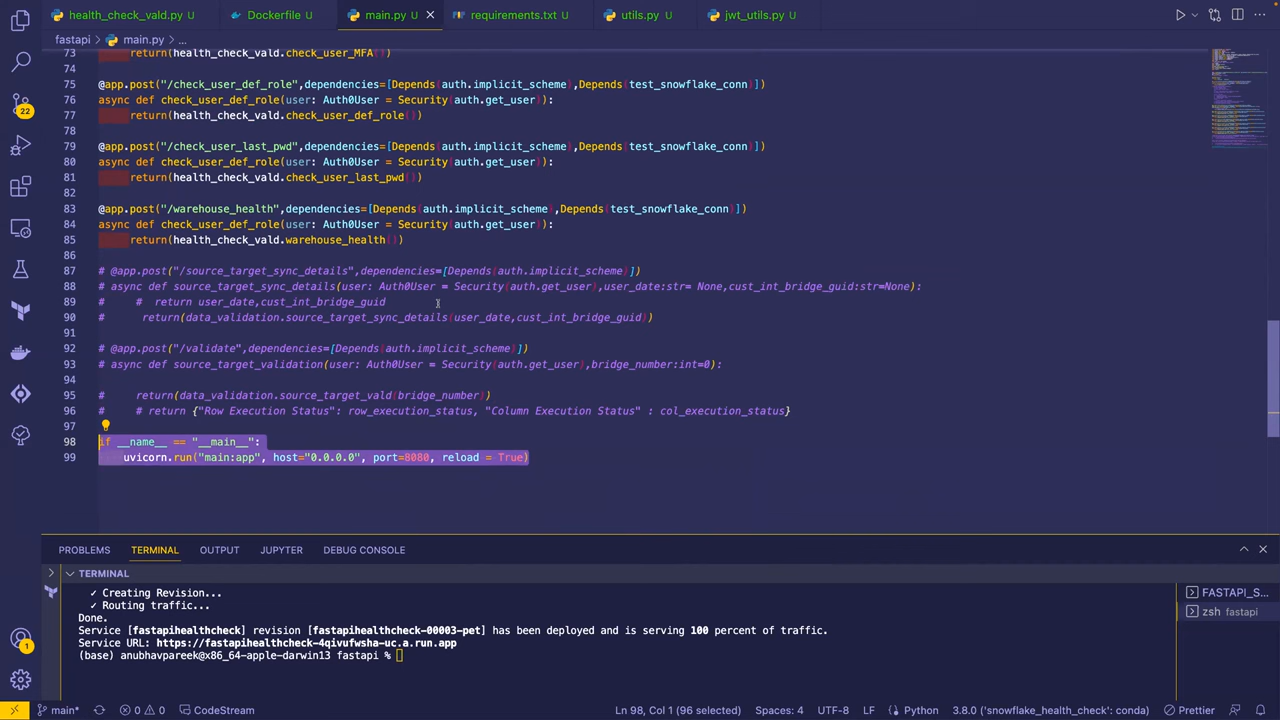 health_check_vald.py U
Dockerfile U
main.py U
requirements.txt U
utils.py U
jwt_utils.py U
fastapi > main.py > ...
73 return(health_check_vald.check_user_MFA())
74
75 @app.post("/check_user_def_role",dependencies=[Depends(auth.implicit_scheme),Depends(test_snowflake_conn)])
76 async def check_user_def_role(user: Auth0User = Security(auth.get_user)):
77 return(health_check_vald.check_user_def_role())
78
79 @app.post("/check_user_last_pwd",dependencies=[Depends(auth.implicit_scheme),Depends(test_snowflake_conn)])
80 async def check_user_def_role(user: Auth0User = Security(auth.get_user)):
81 return(health_check_vald.check_user_last_pwd())
82
83 @app.post("/warehouse_health",dependencies=[Depends(auth.implicit_scheme),Depends(test_snowflake_conn)])
84 async def check_user_def_role(user: Auth0User = Security(auth.get_user)):
85 return(health_check_vald.warehouse_health())
86
87 # @app.post("/source_target_sync_details",dependencies=[Depends(auth.implicit_scheme)])
88 # async def source_target_sync_details(user: Auth0User = Security(auth.get_user),user_date:str= None,cust_int_bridge_guid:str=None):
89 # # return user_date,cust_int_bridge_guid
90 # return(data_validation.source_target_sync_details(user_date,cust_int_bridge_guid))
91
92 # @app.post("/validate",dependencies=[Depends(auth.implicit_scheme)])
93 # async def source_target_validation(user: Auth0User = Security(auth.get_user),bridge_number:int=0):
94
95 # return(data_validation.source_target_vald(bridge_number))
96 # # return {"Row Execution Status": row_execution_status, "Column Execution Status" : col_execution_status}
97
98 if __name__ == "__main__":
99 uvicorn.run("main:app", host="0.0.0.0", port=8080, reload = True)
22
PROBLEMS TERMINAL OUTPUT JUPYTER DEBUG CONSOLE
TERMINAL
✓ Creating Revision...
✓ Routing traffic...
Done.
Service [fastapihealthcheck] revision [fastapihealthcheck-00003-pet] has been deployed and is serving 100 percent of traffic.
Service URL: https://fastapihealthcheck-4qivufwsha-uc.a.run.app
(base) anubhavpareek@x86_64-apple-darwin13 fastapi %
FASTAPI_S...
zsh fastapi
1
main* 0 0 CodeStream Ln 98, Col 1 (96 selected) Spaces: 4 UTF-8 LF Python 3.8.0 ('snowflake_health_check': conda) Prettier